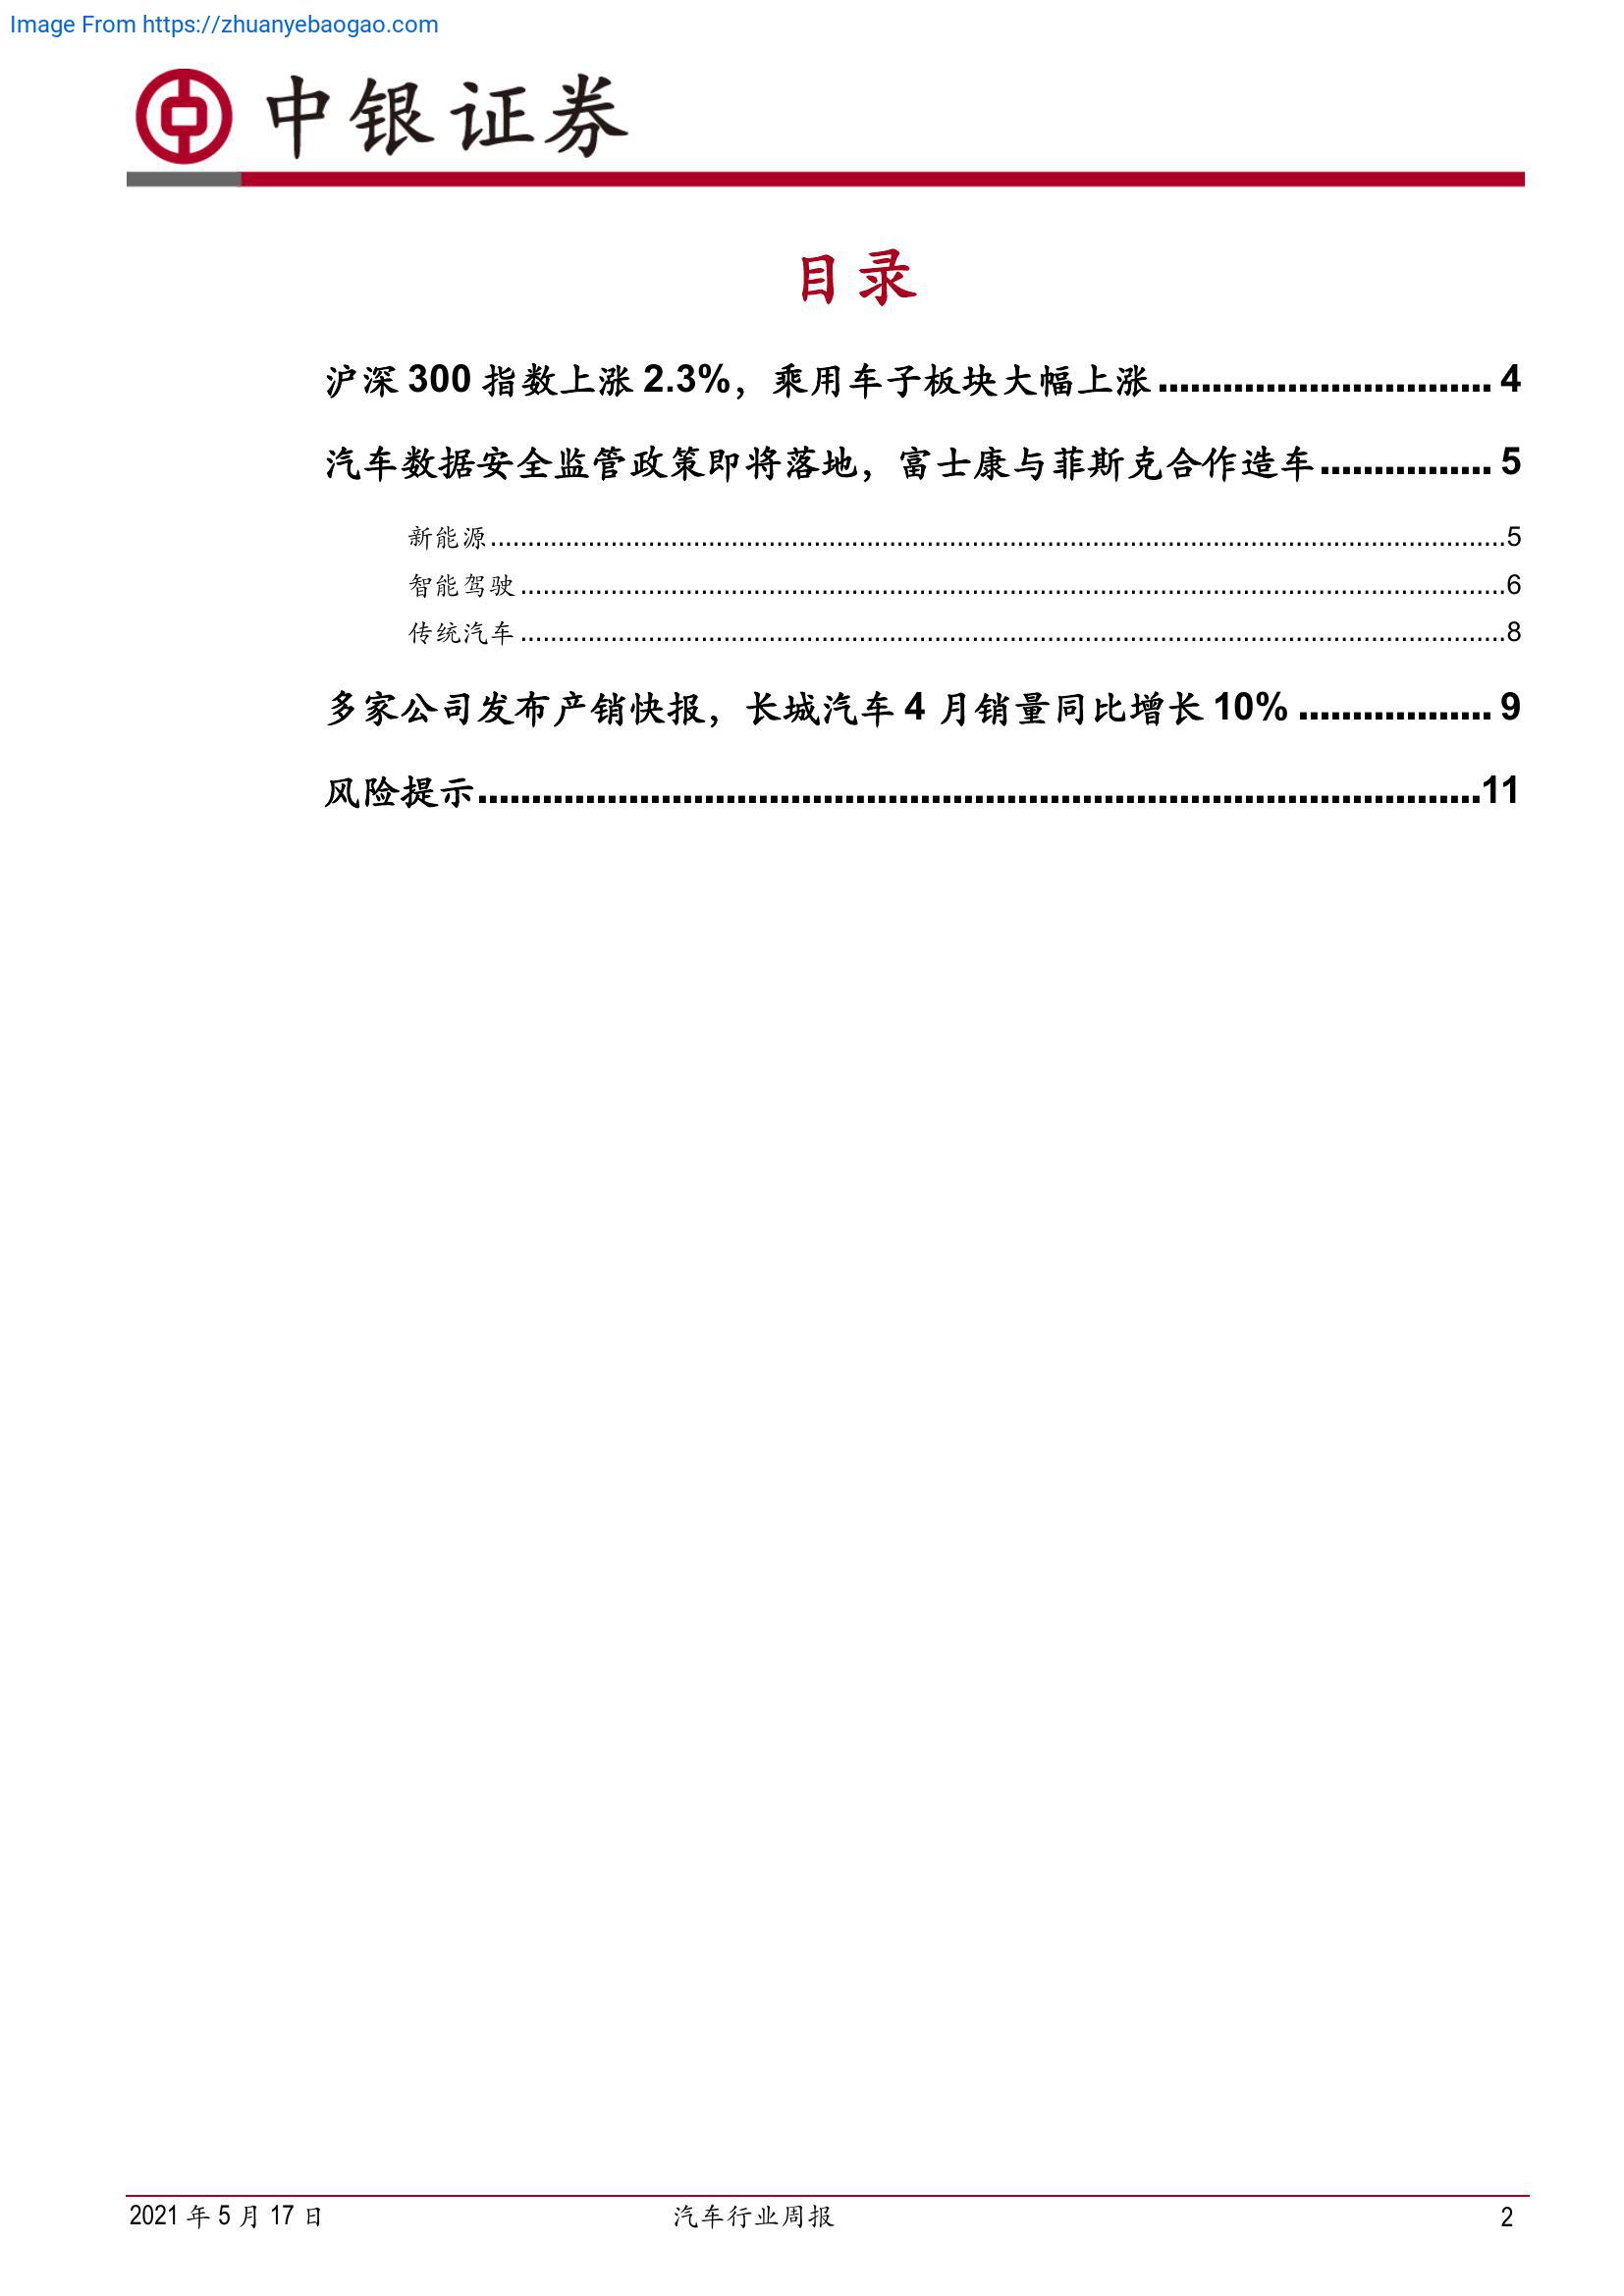 Image From https://zhuanyebaogao.com
中银证券
目录
沪深 300 指数上涨 2.3%，乘用车子板块大幅上涨 ............................... 4
汽车数据安全监管政策即将落地，富士康与菲斯克合作造车 ................ 5
新能源 ........................................................................................................................................ 5
智能驾驶 .................................................................................................................................... 6
传统汽车 .................................................................................................................................... 8
多家公司发布产销快报，长城汽车 4 月销量同比增长 10% .................. 9
风险提示 ............................................................................................. 11
2021 年 5 月 17 日 汽车行业周报 2